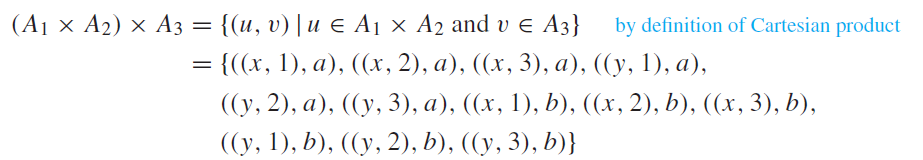 (A₁ × A₂) × A₃ = {(u, v) | u ∈ A₁ × A₂ and v ∈ A₃} by definition of Cartesian product
= {((x, 1), a), ((x, 2), a), ((x, 3), a), ((y, 1), a),
((y, 2), a), ((y, 3), a), ((x, 1), b), ((x, 2), b), ((x, 3), b),
((y, 1), b), ((y, 2), b), ((y, 3), b)}